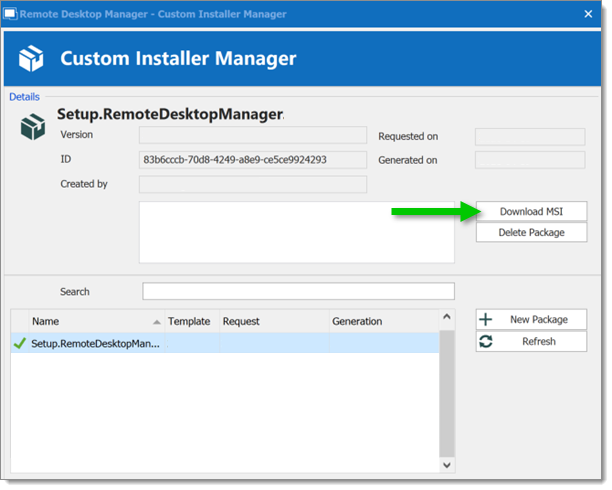 Remote Desktop Manager - Custom Installer Manager
Custom Installer Manager
Details
Setup.RemoteDesktopManager
Version
Requested on
ID 83b6cccb-70d8-4249-a8e9-ce5ce9924293
Generated on
Created by
Download MSI
Delete Package
Search
Name Template Request Generation
New Package
Setup.RemoteDesktopMan...
Refresh